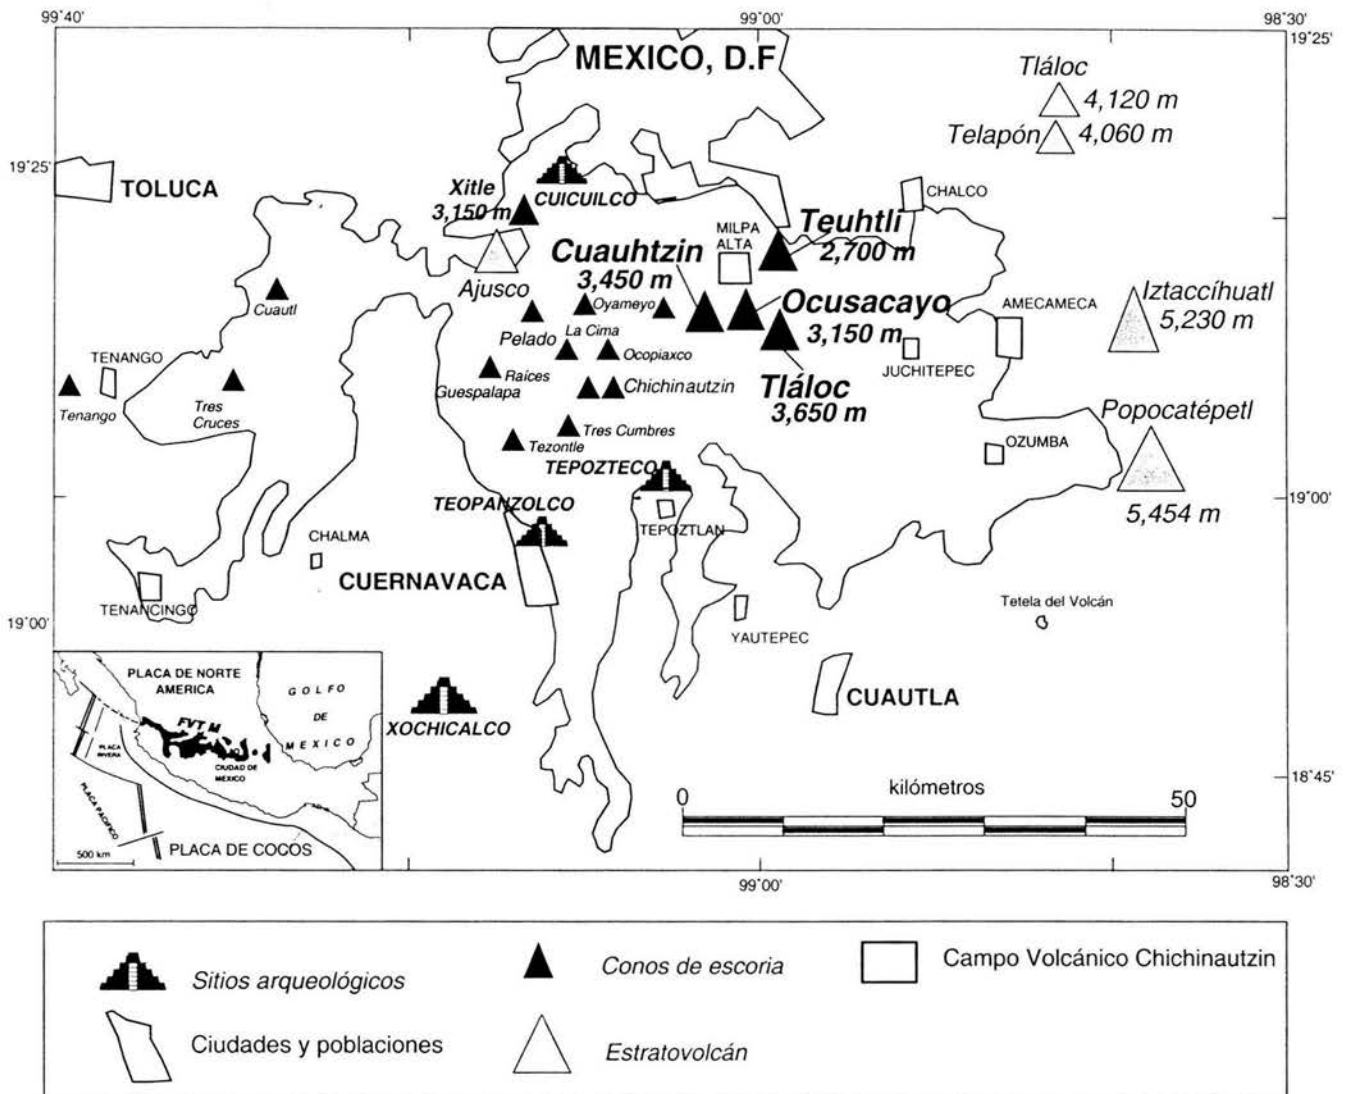 99°40'
99°00'
98°30'
19°25'
MEXICO, D.F
Tláloc
4,120 m
Telapón
4,060 m
19°25'
TOLUCA
Xitle
3,150 m
CUICUILCO
CHALCO
MILPA
ALTA
Teuhtli
2,700 m
Cuauhtzin
3,450 m
Ajusco
Cuautl
Oyameyo
Ocusacayo
3,150 m
AMECAMECA
Iztaccíhuatl
5,230 m
Pelado
La Cima
Ocopiaxco
JUCHITEPEC
TENANGO
Tenango
Tres
Cruces
Raíces
Guespalapa
Chichinautzin
Tláloc
3,650 m
Popocatépetl
5,454 m
Tres Cumbres
Tezontle
OZUMBA
TEPOZTECO
TEOPANZOLCO
TEPOZTLAN
19°00'
CHALMA
CUERNAVACA
TENANCINGO
19°00'
Tetela del Volcán
YAUTEPEC
CUAUTLA
XOCHICALCO
PLACA DE NORTE
AMERICA
GOLFO
DE
MEXICO
FVTM
PLACA
RIVERA
CIUDAD DE
MEXICO
PLACA PACIFICO
PLACA DE COCOS
500 km
kilómetros
0
50
18°45'
99°00'
98°30'
18°30'
Sitios arqueológicos
Conos de escoria
Campo Volcánico Chichinautzin
Ciudades y poblaciones
Estratovolcán